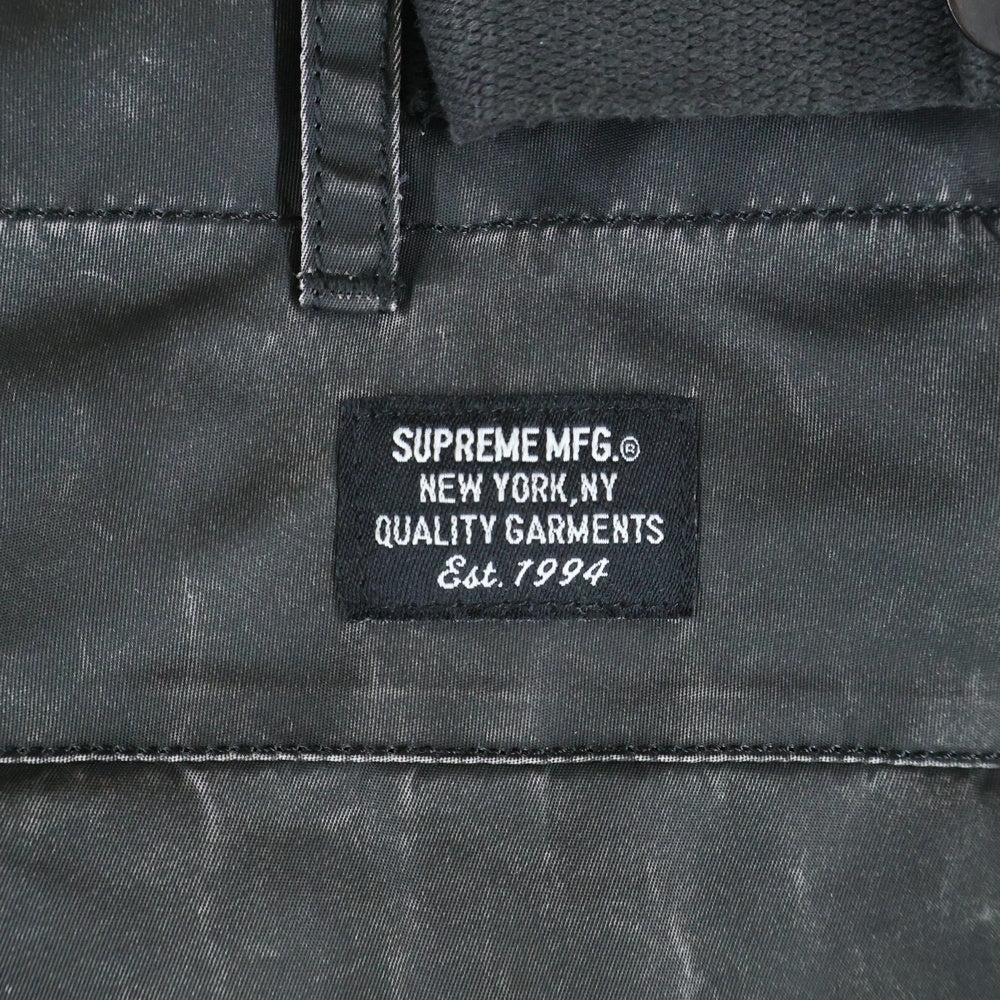 SUPREME MFG.®
NEW YORK, NY
QUALITY GARMENTS
Est. 1994